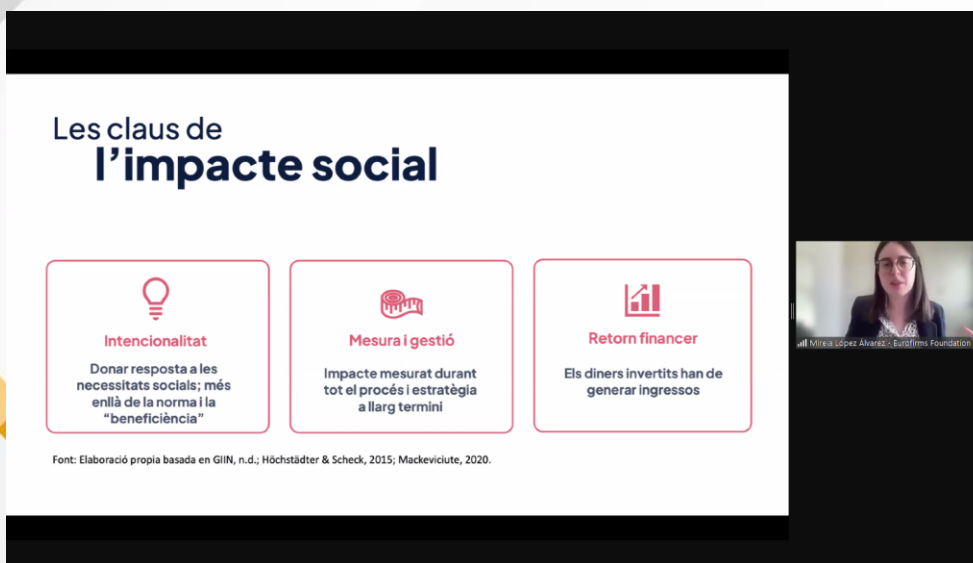 Les claus de
l’impacte social
Intencionalitat
Donar resposta a les
necessitats socials; més
enllà de la norma i la
“beneficiència”
Mesura i gestió
Impacte mesurat durant
tot el procés i estratègia
a llarg termini
Retorn financer
Els diners invertits han de
generar ingressos
Font: Elaboració propia basada en GIIN, n.d.; Höchstädter & Scheck, 2015; Mackeviciute, 2020.
Mireia López Álvarez - Eurofirms Foundation